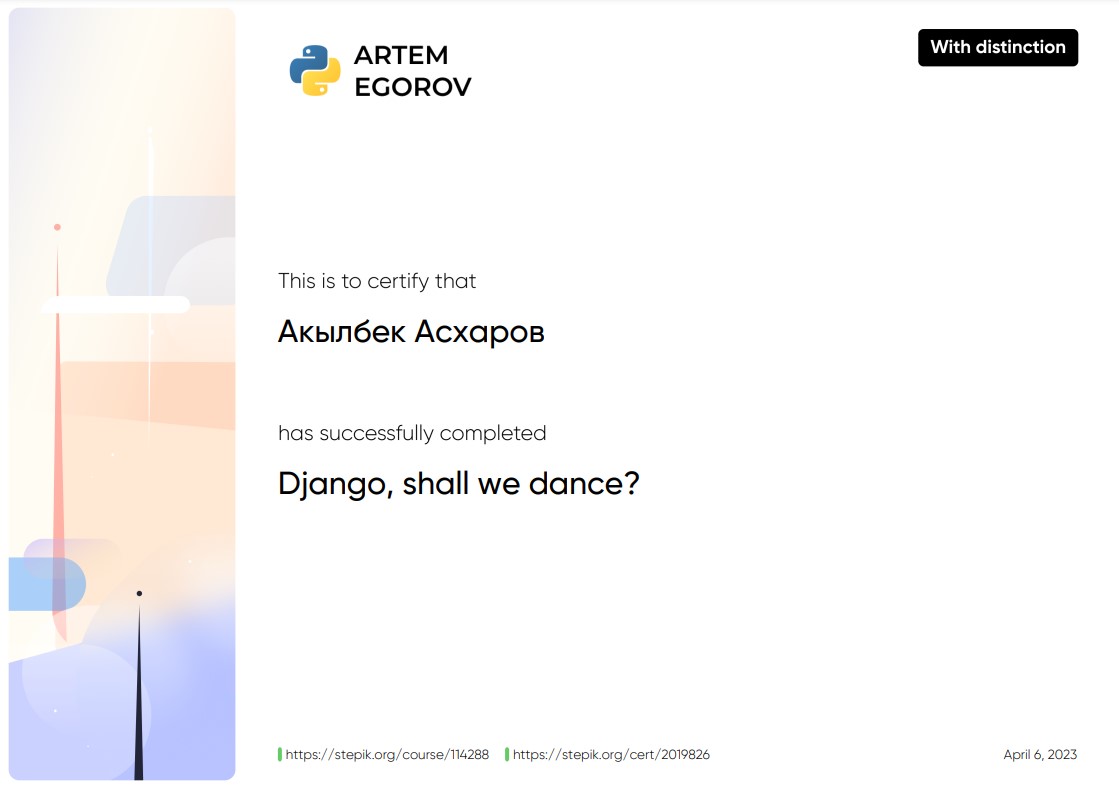 ARTEM
EGOROV
With distinction
This is to certify that
Акылбек Асхаров
has successfully completed
Django, shall we dance?
https://stepik.org/course/114288
https://stepik.org/cert/2019826
April 6, 2023